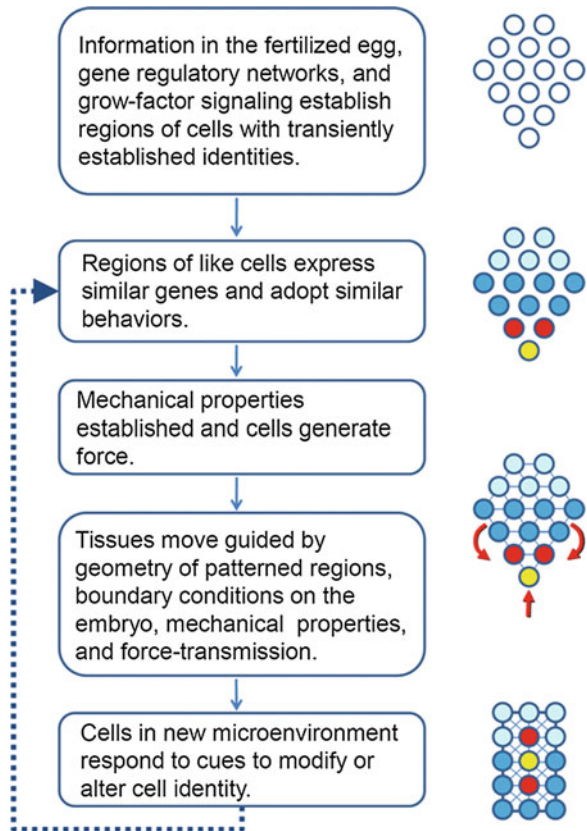 Information in the fertilized egg,
gene regulatory networks, and
grow-factor signaling establish
regions of cells with transiently
established identities.
Regions of like cells express
similar genes and adopt similar
behaviors.
Mechanical properties
established and cells generate
force.
Tissues move guided by
geometry of patterned regions,
boundary conditions on the
embryo, mechanical properties,
and force-transmission.
Cells in new microenvironment
respond to cues to modify or
alter cell identity.